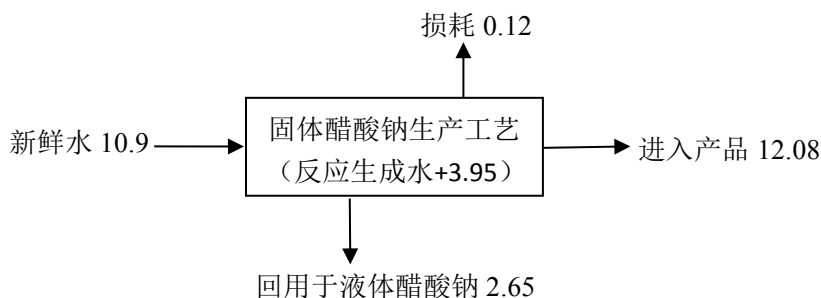 损耗 0.12
新鲜水 10.9
固体醋酸钠生产工艺
（反应生成水+3.95）
进入产品 12.08
回用于液体醋酸钠 2.65